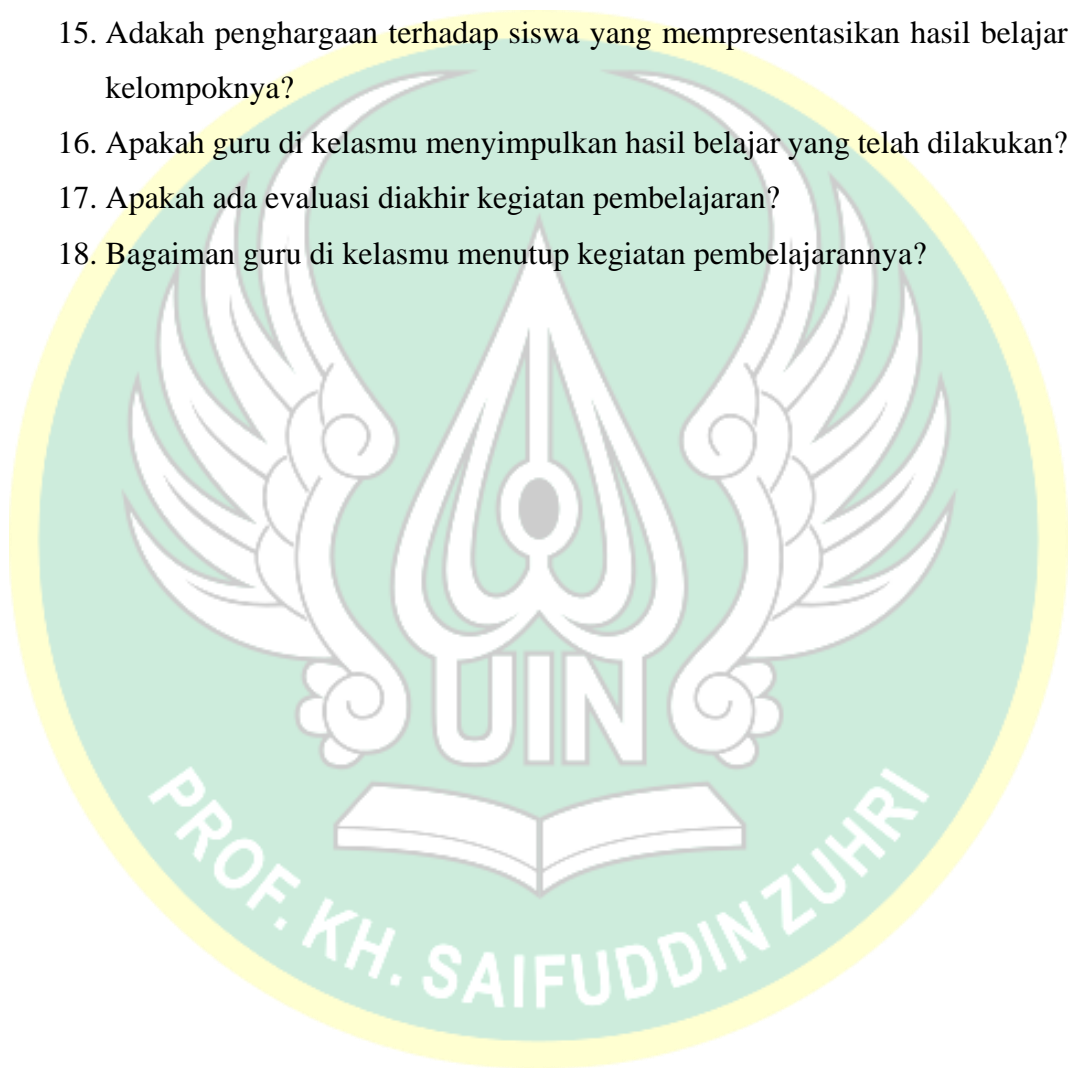 15. Adakah penghargaan terhadap siswa yang mempresentasikan hasil belajar
kelompoknya?
16. Apakah guru di kelasmu menyimpulkan hasil belajar yang telah dilakukan?
17. Apakah ada evaluasi diakhir kegiatan pembelajaran?
18. Bagaiman guru di kelasmu menutup kegiatan pembelajarannya?
UIN
PROF. KH. SAIFUDDIN ZUHRI